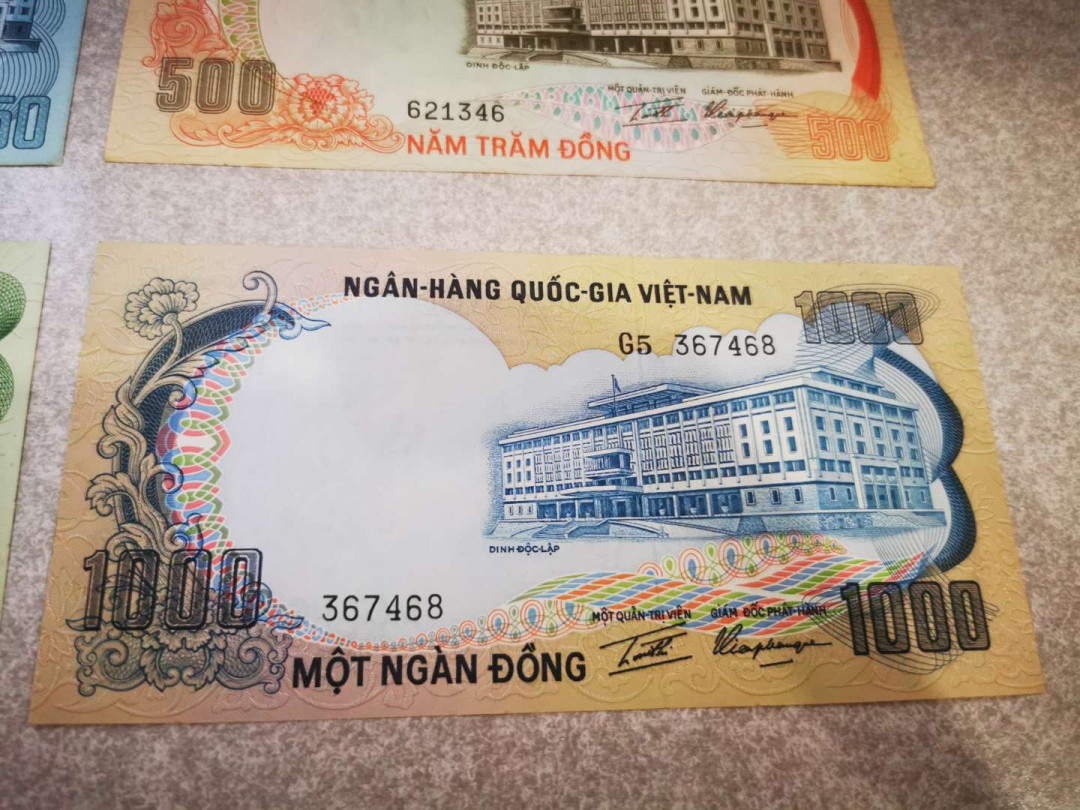 50
500
DINH ĐỘC-LẬP
MỘT QUẢN-TRỊ VIÊN GIÁM-ĐỐC PHÁT-HÀNH
621346
NĂM TRĂM ĐỒNG
500
NGÂN-HÀNG QUỐC-GIA VIỆT-NAM
1000
G5 367468
DINH ĐỘC-LẬP
1000
367468
MỘT QUẢN-TRỊ VIÊN GIÁM ĐỐC PHÁT-HÀNH
1000
MỘT NGÀN ĐỒNG